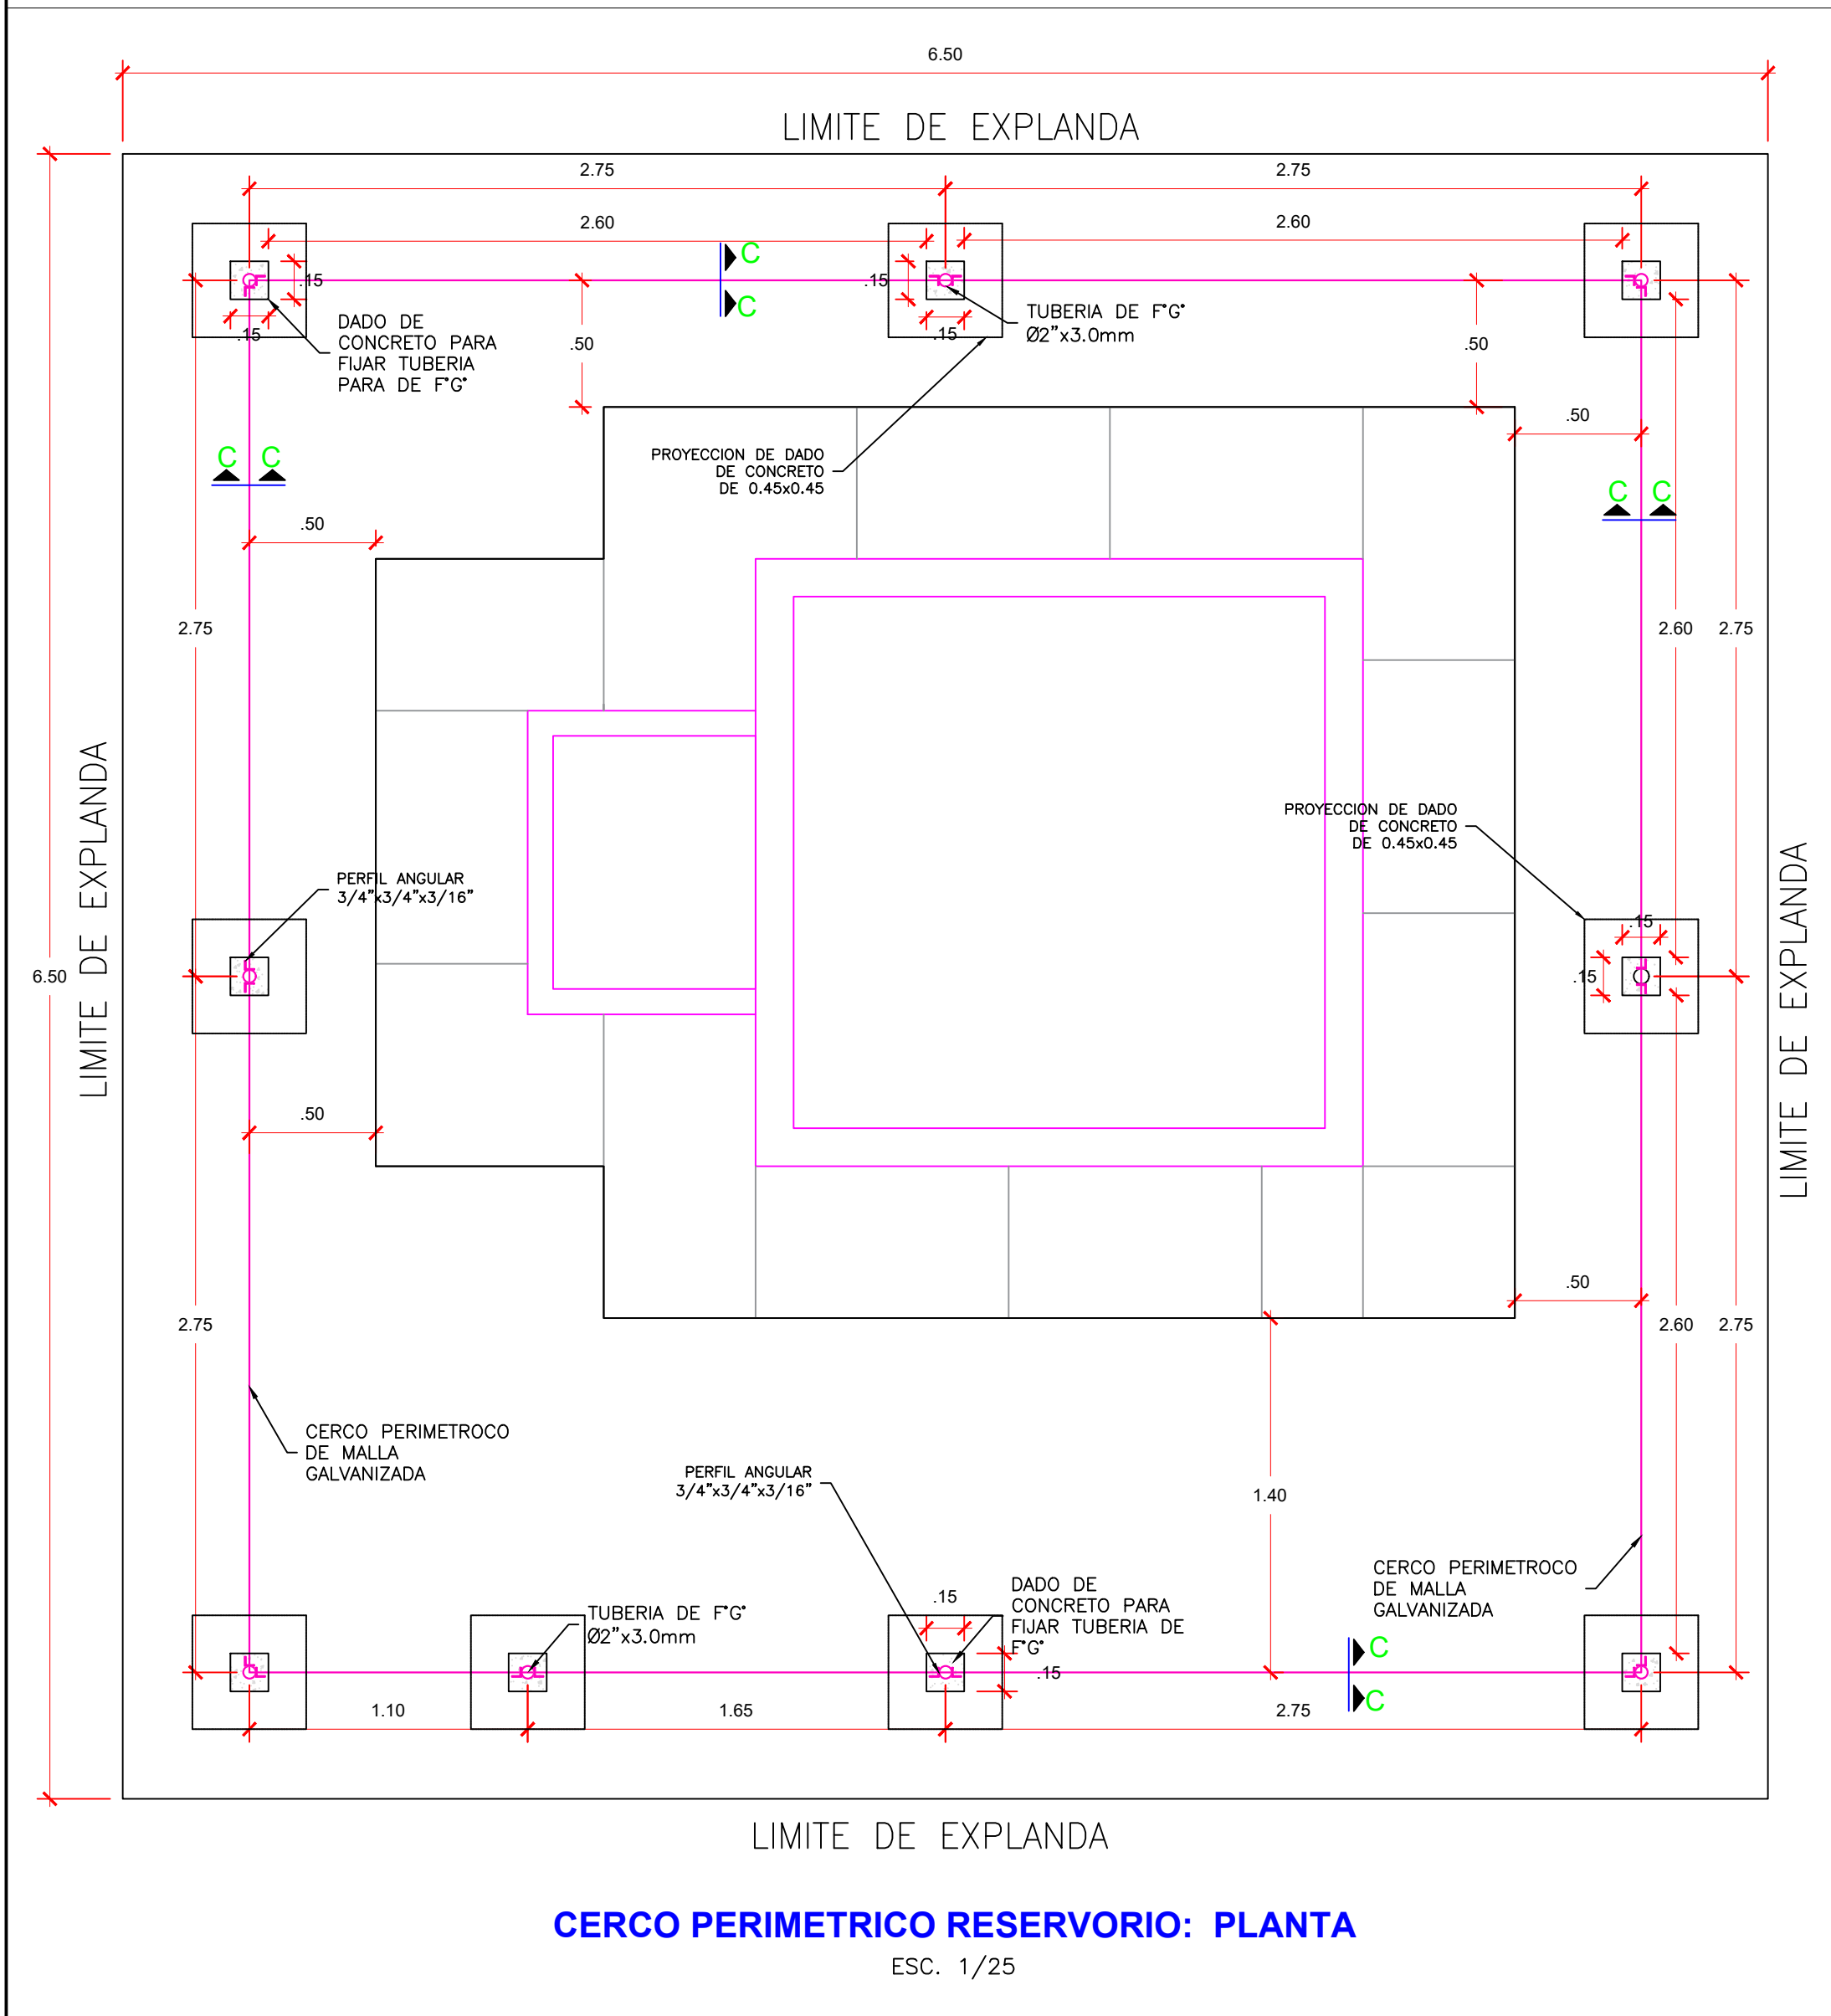 6.50
LIMITE DE EXPLANDA
2.75
2.75
2.60
2.60
C
C
.15
.15
.15
.15
TUBERIA DE F°G°
Ø2"x3.0mm
DADO DE
CONCRETO PARA
FIJAR TUBERIA
PARA DE F°G°
.50
.50
.50
PROYECCION DE DADO
DE CONCRETO
DE 0.45x0.45
C C
C C
.50
2.75
2.60
2.75
LIMITE DE EXPLANDA
PROYECCION DE DADO
DE CONCRETO
DE 0.45x0.45
LIMITE DE EXPLANDA
PERFIL ANGULAR
3/4"x3/4"x3/16"
.15
.15
6.50
.50
.50
2.75
2.60
2.75
CERCO PERIMETROCO
DE MALLA
GALVANIZADA
PERFIL ANGULAR
3/4"x3/4"x3/16"
1.40
CERCO PERIMETROCO
DE MALLA
GALVANIZADA
TUBERIA DE F°G°
Ø2"x3.0mm
.15
DADO DE
CONCRETO PARA
FIJAR TUBERIA DE
F°G°
.15
C
C
1.10
1.65
2.75
LIMITE DE EXPLANDA
CERCO PERIMETRICO RESERVORIO: PLANTA
ESC. 1/25